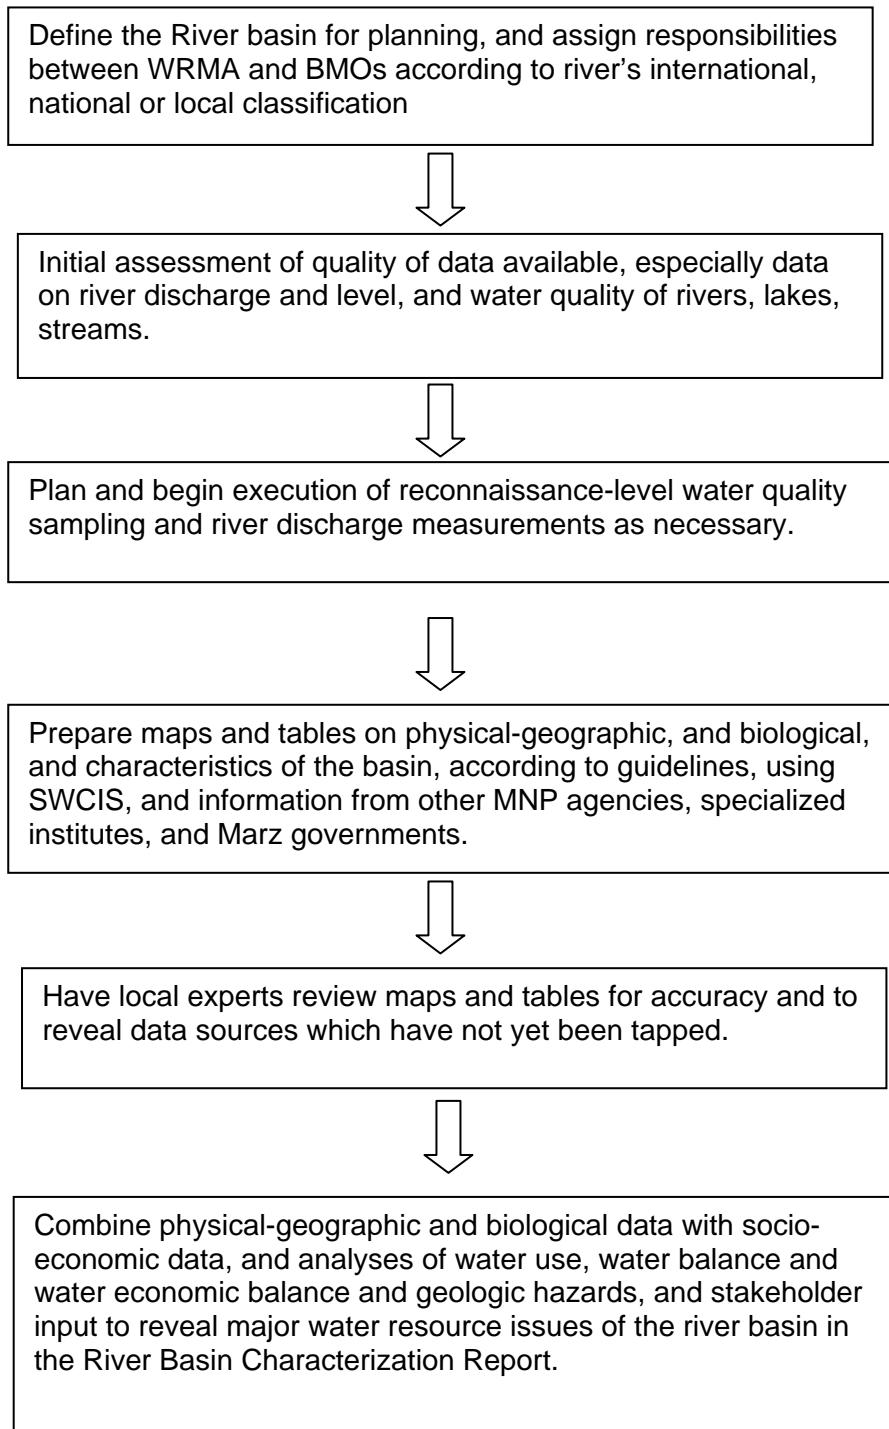 Define the River basin for planning, and assign responsibilities
between WRMA and BMOs according to river’s international,
national or local classification
Initial assessment of quality of data available, especially data
on river discharge and level, and water quality of rivers, lakes,
streams.
Plan and begin execution of reconnaissance-level water quality
sampling and river discharge measurements as necessary.
Prepare maps and tables on physical-geographic, and biological,
and characteristics of the basin, according to guidelines, using
SWCIS, and information from other MNP agencies, specialized
institutes, and Marz governments.
Have local experts review maps and tables for accuracy and to
reveal data sources which have not yet been tapped.
Combine physical-geographic and biological data with socio-
economic data, and analyses of water use, water balance and
water economic balance and geologic hazards, and stakeholder
input to reveal major water resource issues of the river basin in
the River Basin Characterization Report.